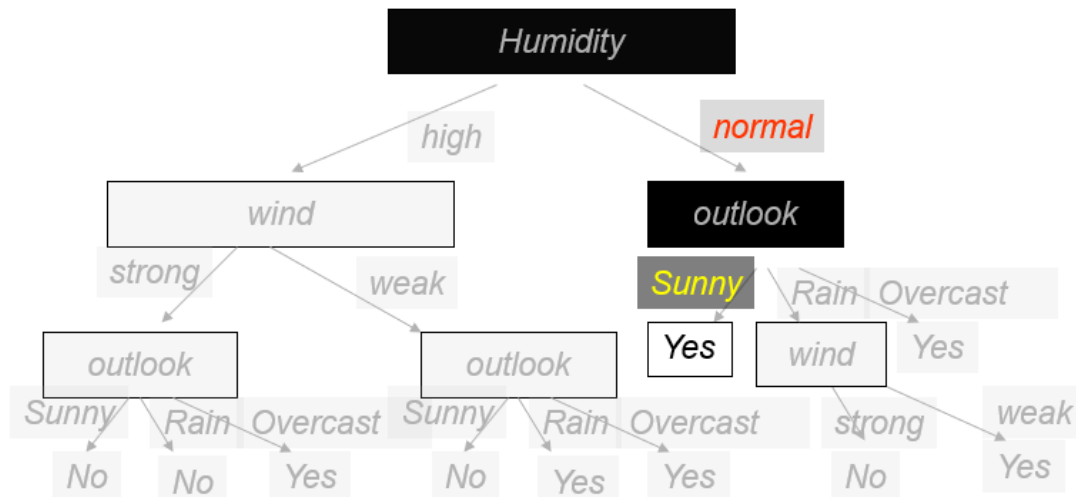 Humidity
high
normal
wind
outlook
strong
weak
Sunny
Rain
Overcast
outlook
outlook
Yes
wind
Yes
Sunny
Rain
Overcast
Sunny
Rain
Overcast
strong
weak
No
No
Yes
No
Yes
Yes
No
Yes